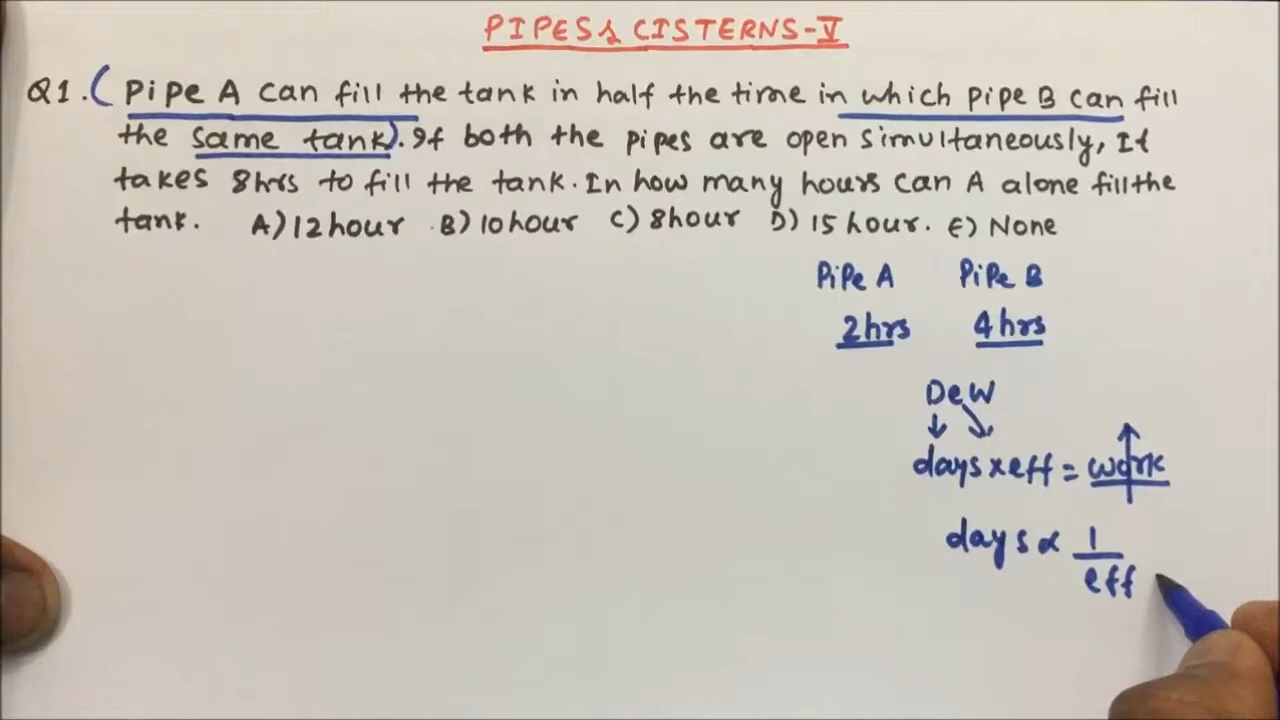 PIPES & CISTERNS-V
Q1. (Pipe A can fill the tank in half the time in which pipe B can fill
the same tank). If both the pipes are open simultaneously, It
takes 8hrs to fill the tank. In how many hours can A alone fill the
tank. A) 12 hour B) 10 hour C) 8 hour D) 15 hour. E) None
Pipe A Pipe B
2hrs 4hrs
DeW
days x eff = work
days ∝ 1/eff